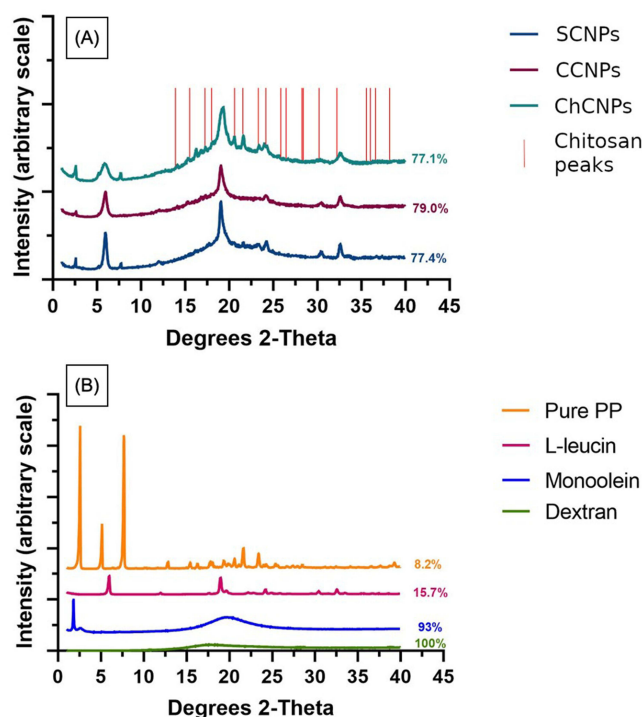 (A)
SCNPs
CCNPs
ChCNPs
Chitosan
peaks
Intensity (arbitrary scale)
77.1%
79.0%
77.4%
0 5 10 15 20 25 30 35 40 45
Degrees 2-Theta
(B)
Pure PP
L-leucin
Monoolein
Dextran
Intensity (arbitrary scale)
8.2%
15.7%
93%
100%
0 5 10 15 20 25 30 35 40 45
Degrees 2-Theta